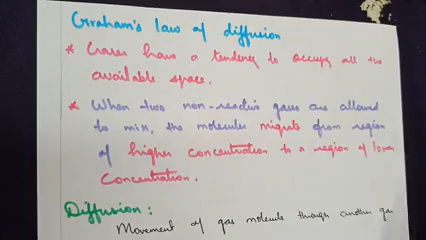 Graham's law of diffusion
* Gases have a tendency to occupy all the
available space.
* When two non-reactive gases are allowed
to mix, the molecules migrate from region
of higher concentration to a region of lower
concentration.
Diffusion:
Movement of gas molecule through another gas